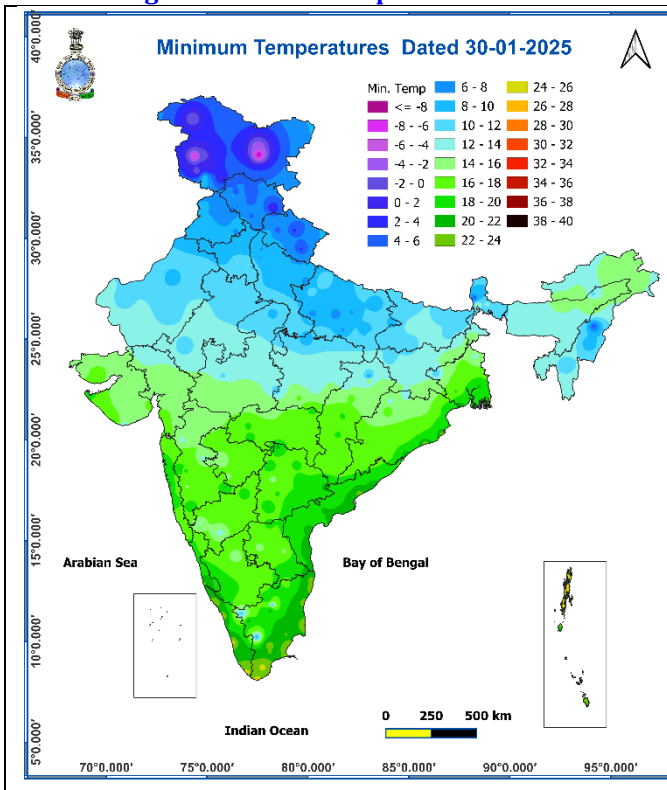 Minimum Temperatures Dated 30-01-2025
Min. Temp
<= -8
-8 - -6
-6 - -4
-4 - -2
-2 - 0
0 - 2
2 - 4
4 - 6
6 - 8
8 - 10
10 - 12
12 - 14
14 - 16
16 - 18
18 - 20
20 - 22
22 - 24
24 - 26
26 - 28
28 - 30
30 - 32
32 - 34
34 - 36
36 - 38
38 - 40
40°0.000'
35°0.000'
30°0.000'
25°0.000'
20°0.000'
15°0.000'
10°0.000'
5°0.000'
Arabian Sea
Bay of Bengal
Indian Ocean
0 250 500 km
70°0.000' 75°0.000' 80°0.000' 85°0.000' 90°0.000' 95°0.000'